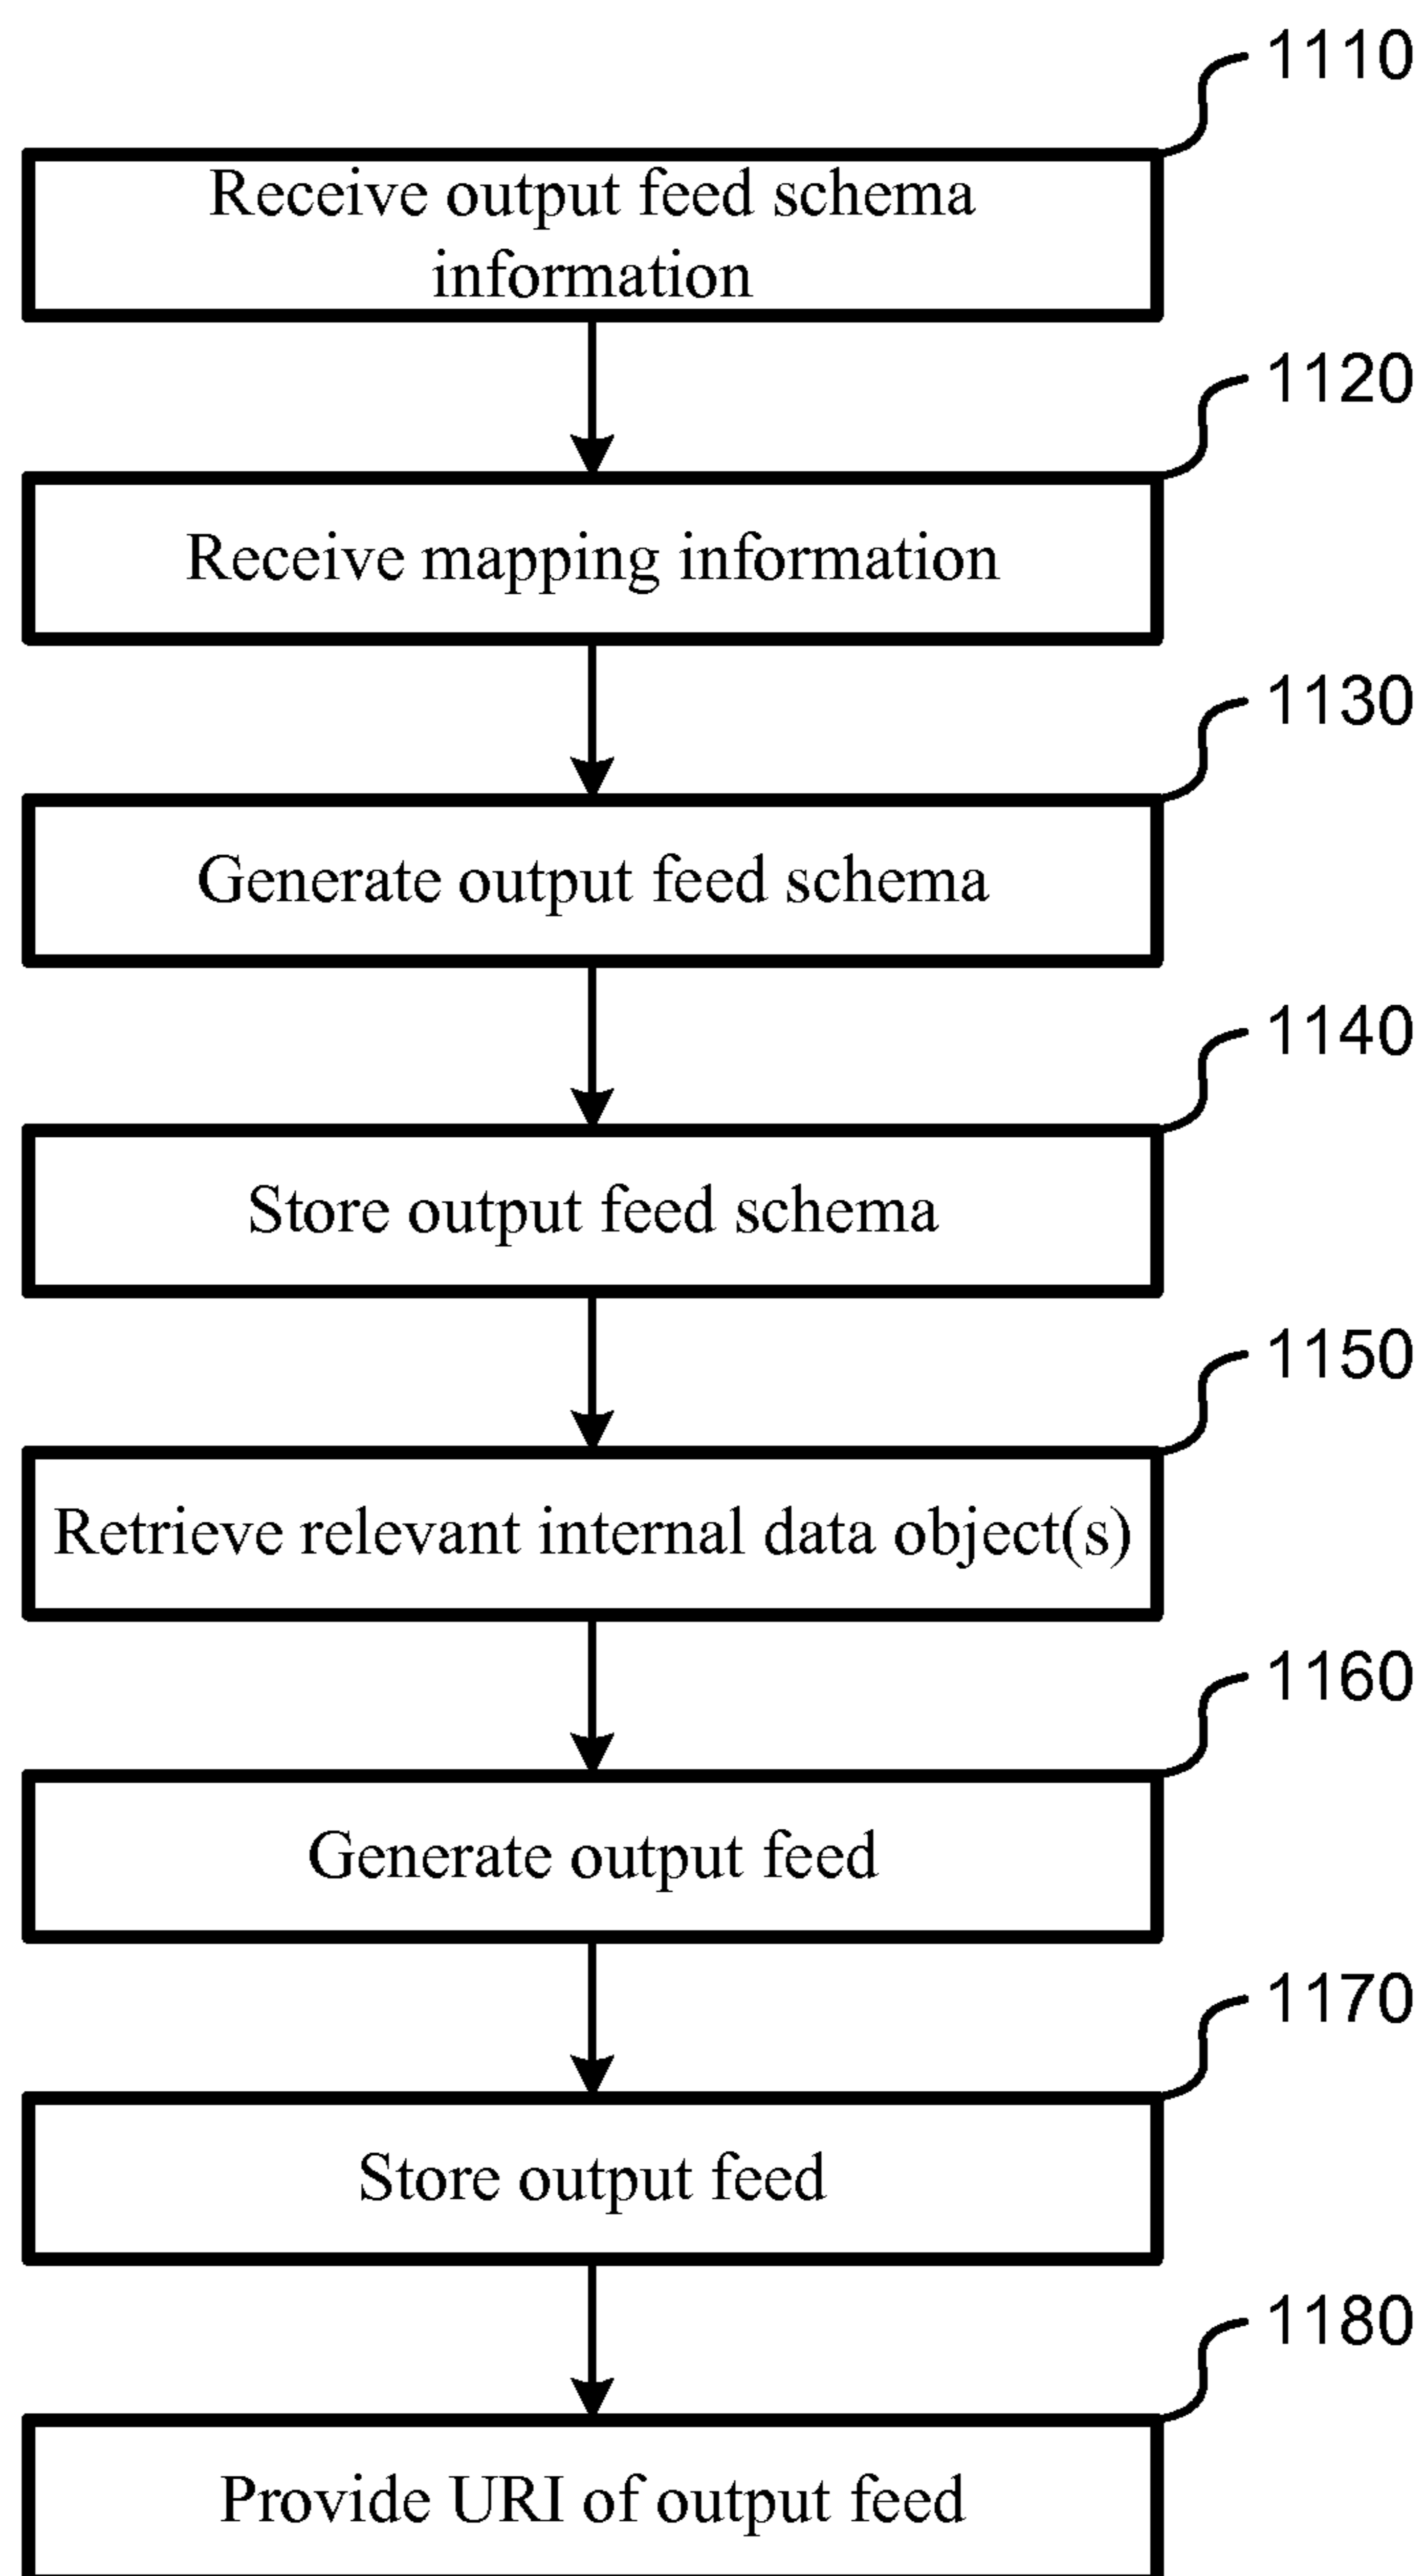 1110
Receive output feed schema
information
1120
Receive mapping information
1130
Generate output feed schema
1140
Store output feed schema
1150
Retrieve relevant internal data object(s)
1160
Generate output feed
1170
Store output feed
1180
Provide URI of output feed